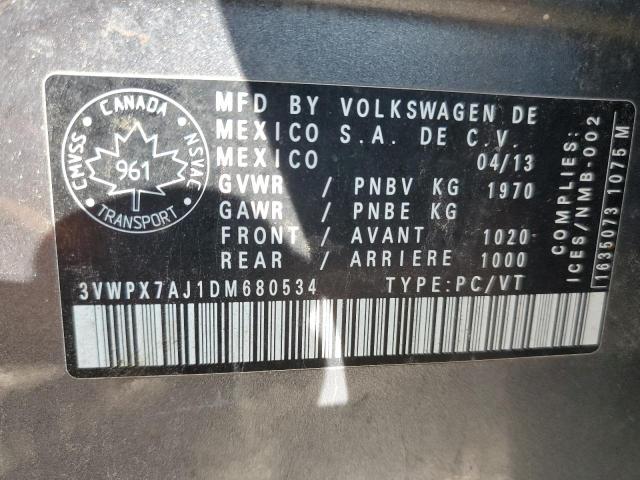 CANADA
CMVSS
NSVAC
961
TRANSPORT
MFD BY VOLKSWAGEN DE
MEXICO S.A. DE C.V.
MEXICO 04/13
GVWR / PNBV KG 1970
GAWR / PNBE KG
FRONT / AVANT 1020
REAR / ARRIERE 1000
3VWPX7AJ1DM680534 TYPE:PC/VT
COMPLIES:
ICES/NMB-002
1635073 1075 M